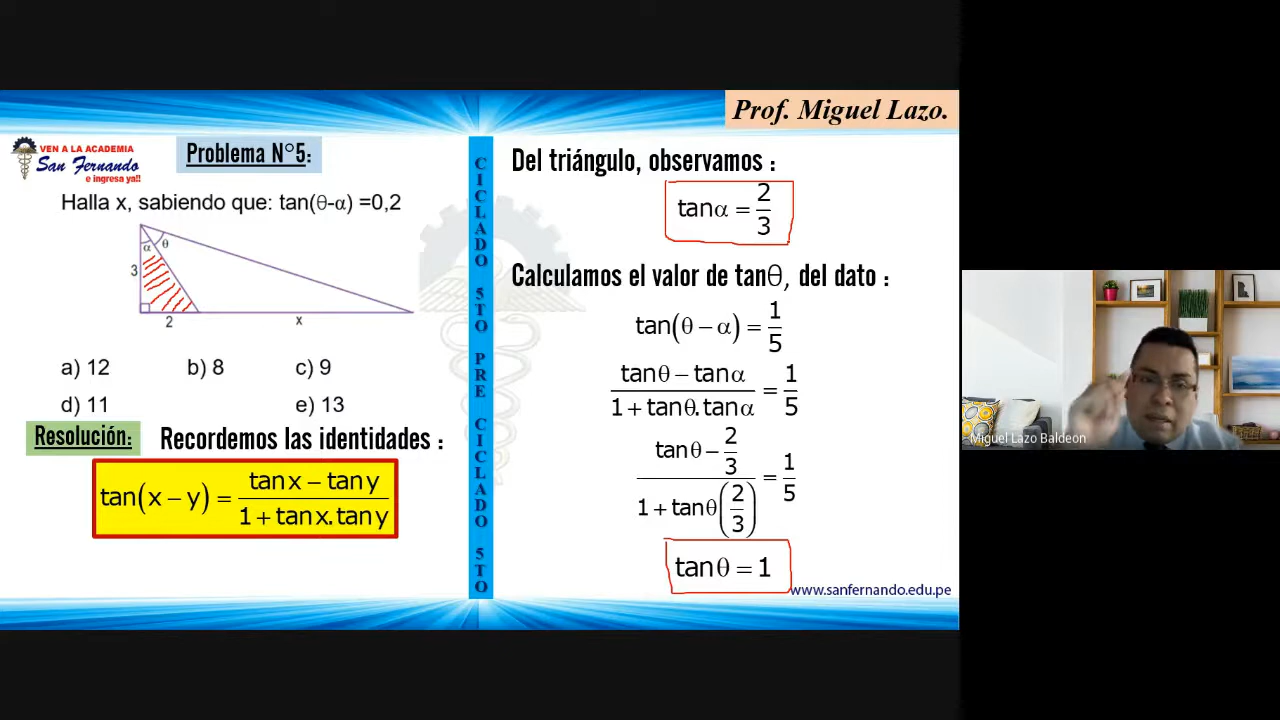 Prof. Miguel Lazo.
VEN A LA ACADEMIA
San Fernando
e ingresa ya!!
Problema N°5:
Halla x, sabiendo que: tan(θ-α) =0,2
α
θ
3
2
x
a) 12
b) 8
c) 9
d) 11
e) 13
Resolución:
Recordemos las identidades :
tan(x − y) = (tanx − tany) / (1 + tanx.tany)
CICLADO 5TO PRE CICLADO 5TO
Del triángulo, observamos :
tanα = 2/3
Calculamos el valor de tanθ, del dato :
tan(θ − α) = 1/5
(tanθ − tanα) / (1 + tanθ.tanα) = 1/5
(tanθ − 2/3) / (1 + tanθ(2/3)) = 1/5
tanθ = 1
www.sanfernando.edu.pe
Miguel Lazo Baldeon